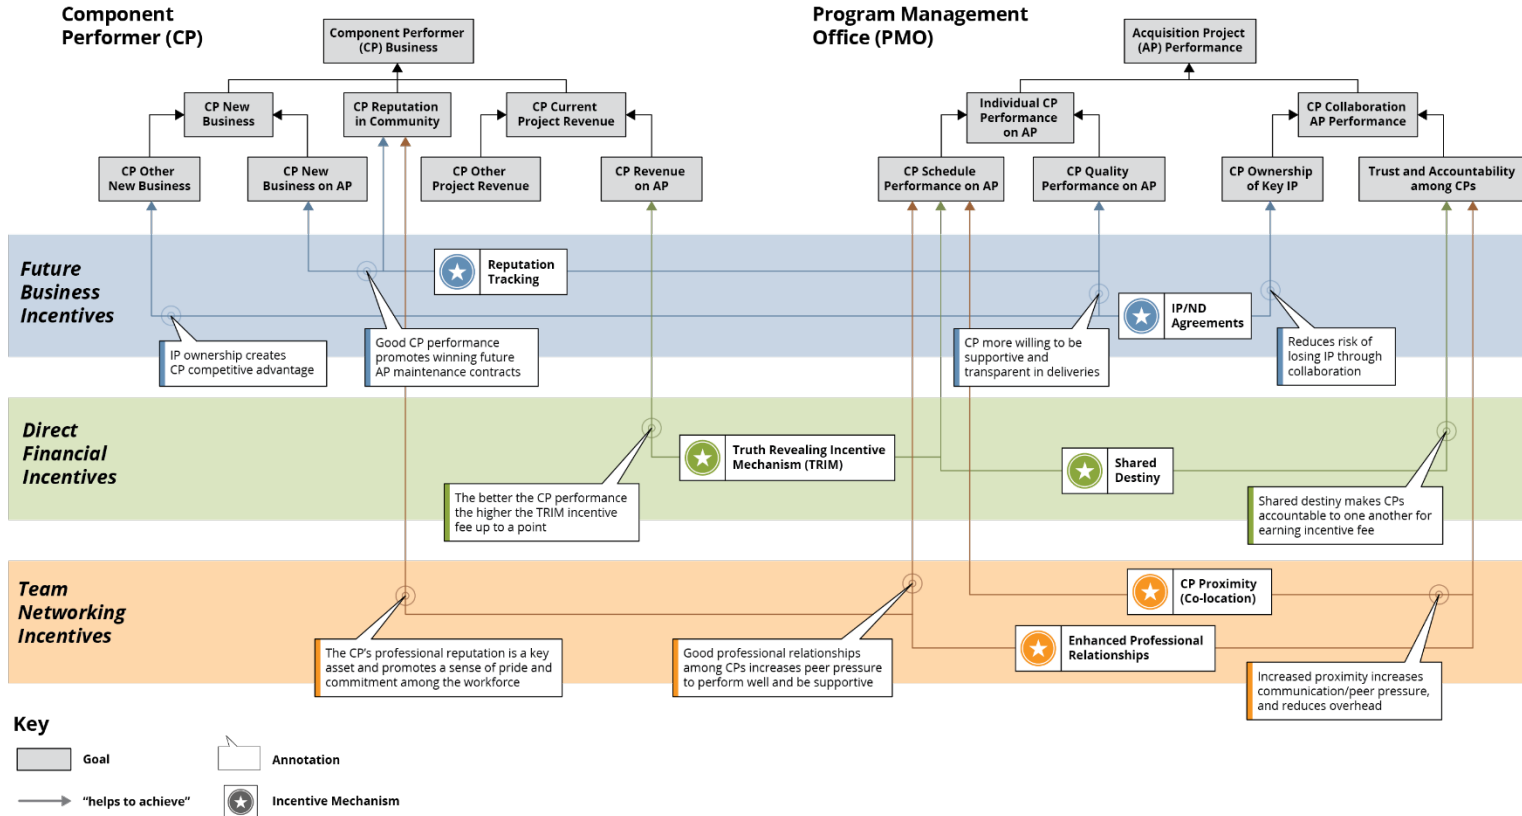 Component
Performer (CP)
Program Management
Office (PMO)
Component Performer
(CP) Business
Acquisition Project
(AP) Performance
CP New
Business
CP Reputation
in Community
CP Current
Project Revenue
Individual CP
Performance
on AP
CP Collaboration
AP Performance
CP Other
New Business
CP New
Business on AP
CP Other
Project Revenue
CP Revenue
on AP
CP Schedule
Performance on AP
CP Quality
Performance on AP
CP Ownership
of Key IP
Trust and Accountability
among CPs
Future
Business
Incentives
Reputation
Tracking
IP/ND
Agreements
IP ownership creates
CP competitive advantage
Good CP performance
promotes winning future
AP maintenance contracts
CP more willing to be
supportive and
transparent in deliveries
Reduces risk of
losing IP through
collaboration
Direct
Financial
Incentives
Truth Revealing Incentive
Mechanism (TRIM)
Shared
Destiny
The better the CP performance
the higher the TRIM incentive
fee up to a point
Shared destiny makes CPs
accountable to one another for
earning incentive fee
Team
Networking
Incentives
CP Proximity
(Co-location)
Enhanced Professional
Relationships
The CP’s professional reputation is a key
asset and promotes a sense of pride and
commitment among the workforce
Good professional relationships
among CPs increases peer pressure
to perform well and be supportive
Increased proximity increases
communication/peer pressure,
and reduces overhead
Key
Goal
Annotation
“helps to achieve”
Incentive Mechanism